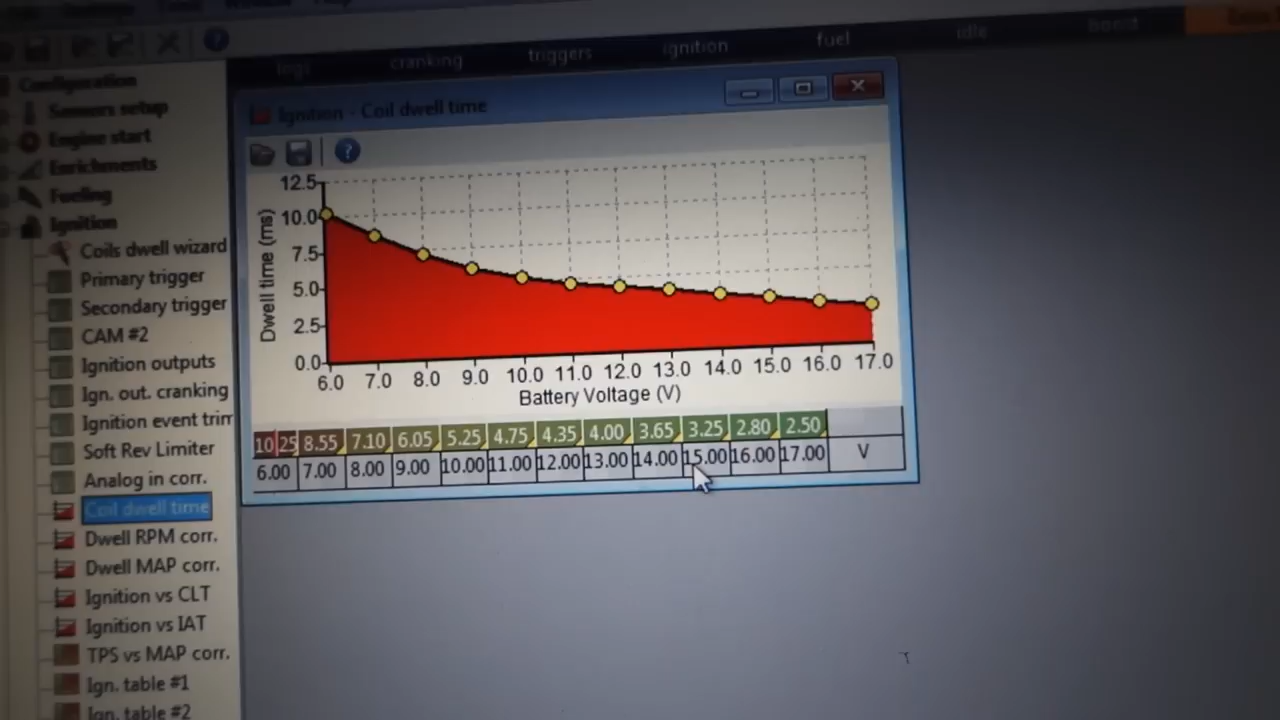 logs cranking triggers ignition fuel idle boost
Configuration
Sensors setup
Engine start
Enrichments
Fueling
Ignition
Coils dwell wizard
Primary trigger
Secondary trigger
CAM #2
Ignition outputs
Ign. out. cranking
Ignition event trim
Soft Rev Limiter
Analog in corr.
Coil dwell time
Dwell RPM corr.
Dwell MAP corr.
Ignition vs CLT
Ignition vs IAT
TPS vs MAP corr.
Ign. table #1
Ign. table #2
Ignition - Coil dwell time
Dwell time (ms)
12.5
10.0
7.5
5.0
2.5
0.0
6.0 7.0 8.0 9.0 10.0 11.0 12.0 13.0 14.0 15.0 16.0 17.0
Battery Voltage (V)
10.25 8.55 7.10 6.05 5.25 4.75 4.35 4.00 3.65 3.25 2.80 2.50
6.00 7.00 8.00 9.00 10.00 11.00 12.00 13.00 14.00 15.00 16.00 17.00 V